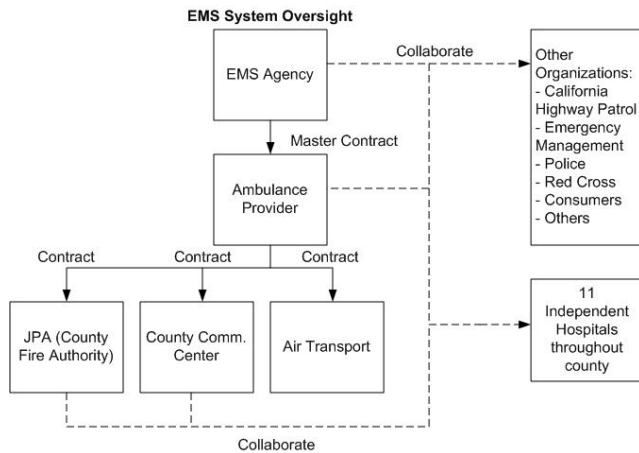 EMS System Oversight
EMS Agency
Collaborate
Other
Organizations:
- California
Highway Patrol
- Emergency
Management
- Police
- Red Cross
- Consumers
- Others
Master Contract
Ambulance
Provider
Contract
Contract
Contract
JPA (County
Fire Authority)
County Comm.
Center
Air Transport
11
Independent
Hospitals
throughout
county
Collaborate